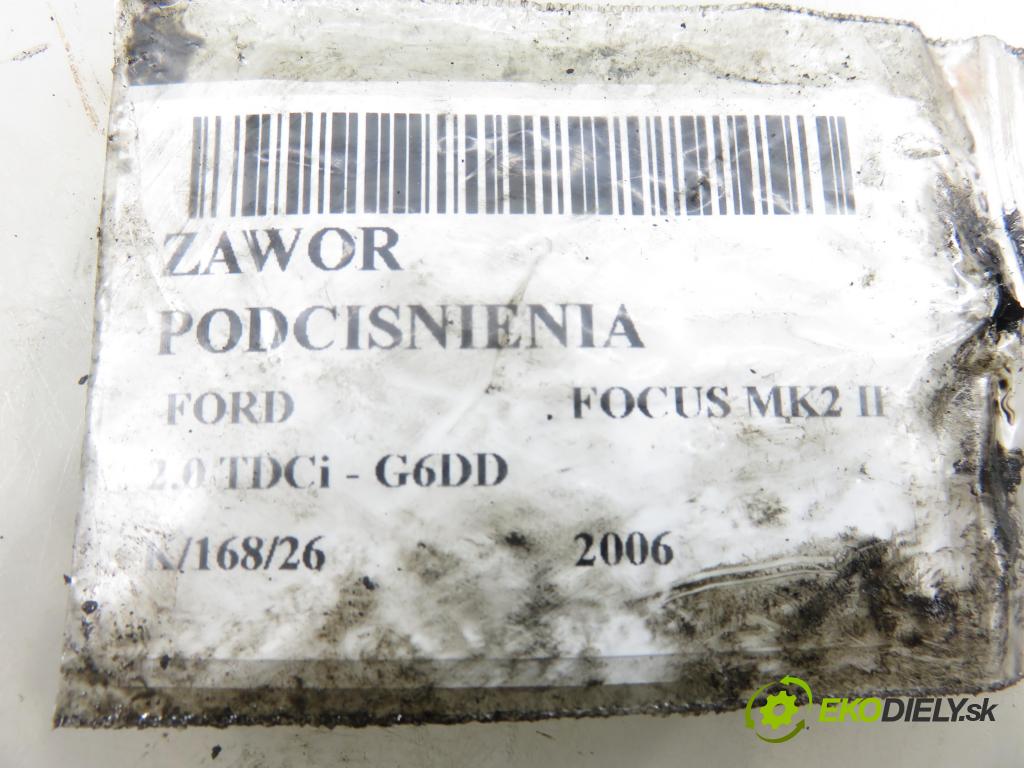 ZAWOR
PODCISNIENIA
FORD FOCUS MK2 II
2.0 TDCi - G6DD
K/168/26 2006
EKODIELY.sk